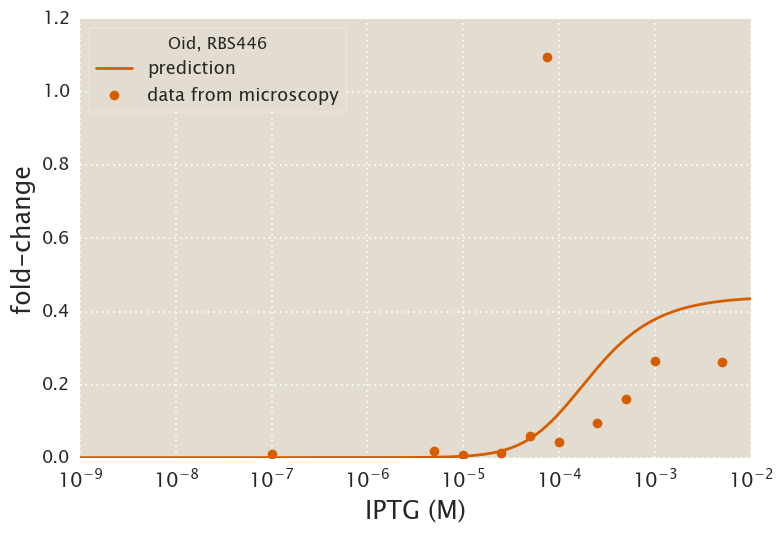 1.2
1.0
0.8
0.6
0.4
0.2
0.0
fold-change
Oid, RBS446
prediction
data from microscopy
10⁻⁹ 10⁻⁸ 10⁻⁷ 10⁻⁶ 10⁻⁵ 10⁻⁴ 10⁻³ 10⁻²
IPTG (M)